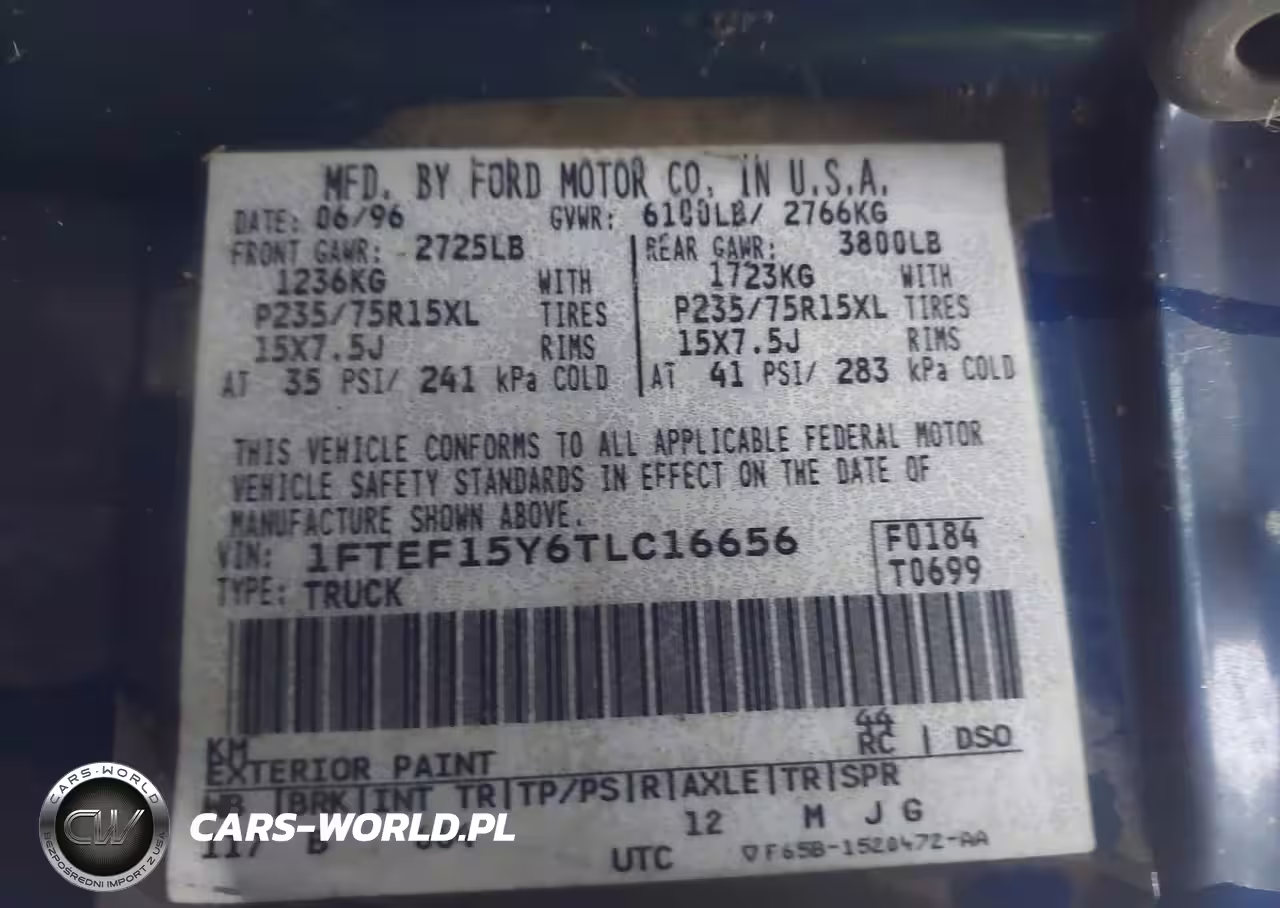 MFD. BY FORD MOTOR CO. IN U.S.A.
DATE: 06/96 GVWR: 6100LB/ 2766KG
FRONT GAWR: 2725LB REAR GAWR: 3800LB
1236KG WITH 1723KG WITH
P235/75R15XL TIRES P235/75R15XL TIRES
15X7.5J RIMS 15X7.5J RIMS
AT 35 PSI/ 241 kPa COLD AT 41 PSI/ 283 kPa COLD
THIS VEHICLE CONFORMS TO ALL APPLICABLE FEDERAL MOTOR
VEHICLE SAFETY STANDARDS IN EFFECT ON THE DATE OF
MANUFACTURE SHOWN ABOVE.
VIN: 1FTEF15Y6TLC16656 F0184
TYPE: TRUCK T0699
44
KM RC | DSO
EXTERIOR PAINT
WB |BRK|INT TR|TP/PS|R|AXLE|TR|SPR
117 B 12 M J G
UTC ▽F65B-1520472-AA
CARS-WORLD
CW
BEZPOŚREDNI IMPORT Z USA
CARS-WORLD.PL